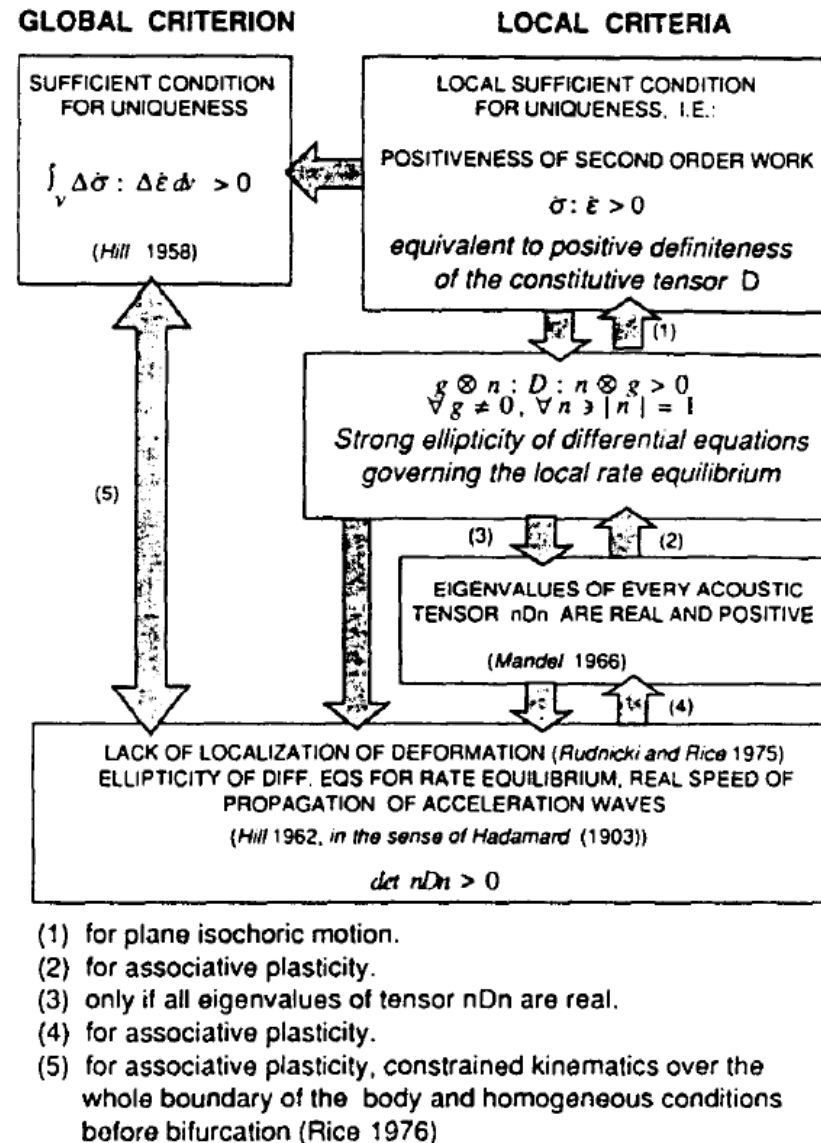 GLOBAL CRITERION
LOCAL CRITERIA
SUFFICIENT CONDITION
FOR UNIQUENESS
∫_v Δσ̇ : Δε̇ dv > 0
(Hill 1958)
LOCAL SUFFICIENT CONDITION
FOR UNIQUENESS, I.E.:
POSITIVENESS OF SECOND ORDER WORK
σ̇ : ε̇ > 0
equivalent to positive definiteness
of the constitutive tensor D
(1)
g ⊗ n : D : n ⊗ g > 0
∀ g ≠ 0, ∀ n ∍ | n | = 1
Strong ellipticity of differential equations
governing the local rate equilibrium
(5)
(3)
(2)
EIGENVALUES OF EVERY ACOUSTIC
TENSOR nDn ARE REAL AND POSITIVE
(Mandel 1966)
(4)
LACK OF LOCALIZATION OF DEFORMATION (Rudnicki and Rice 1975)
ELLIPTICITY OF DIFF. EQS FOR RATE EQUILIBRIUM, REAL SPEED OF
PROPAGATION OF ACCELERATION WAVES
(Hill 1962, in the sense of Hadamard (1903))
det nDn > 0
(1) for plane isochoric motion.
(2) for associative plasticity.
(3) only if all eigenvalues of tensor nDn are real.
(4) for associative plasticity.
(5) for associative plasticity, constrained kinematics over the
whole boundary of the body and homogeneous conditions
before bifurcation (Rice 1976)